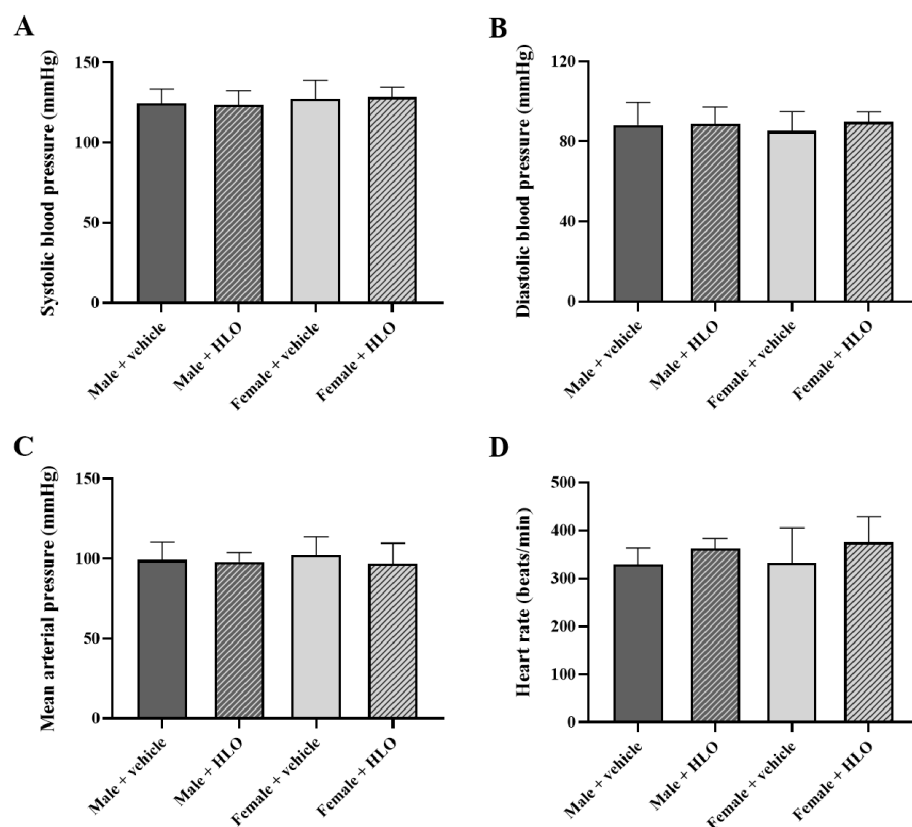 A
Systolic blood pressure (mmHg)
150
100
50
0
Male + vehicle
Male + HLO
Female + vehicle
Female + HLO
B
Diastolic blood pressure (mmHg)
120
80
40
0
Male + vehicle
Male + HLO
Female + vehicle
Female + HLO
C
Mean arterial pressure (mmHg)
150
100
50
0
Male + vehicle
Male + HLO
Female + vehicle
Female + HLO
D
Heart rate (beats/min)
500
400
300
200
100
0
Male + vehicle
Male + HLO
Female + vehicle
Female + HLO